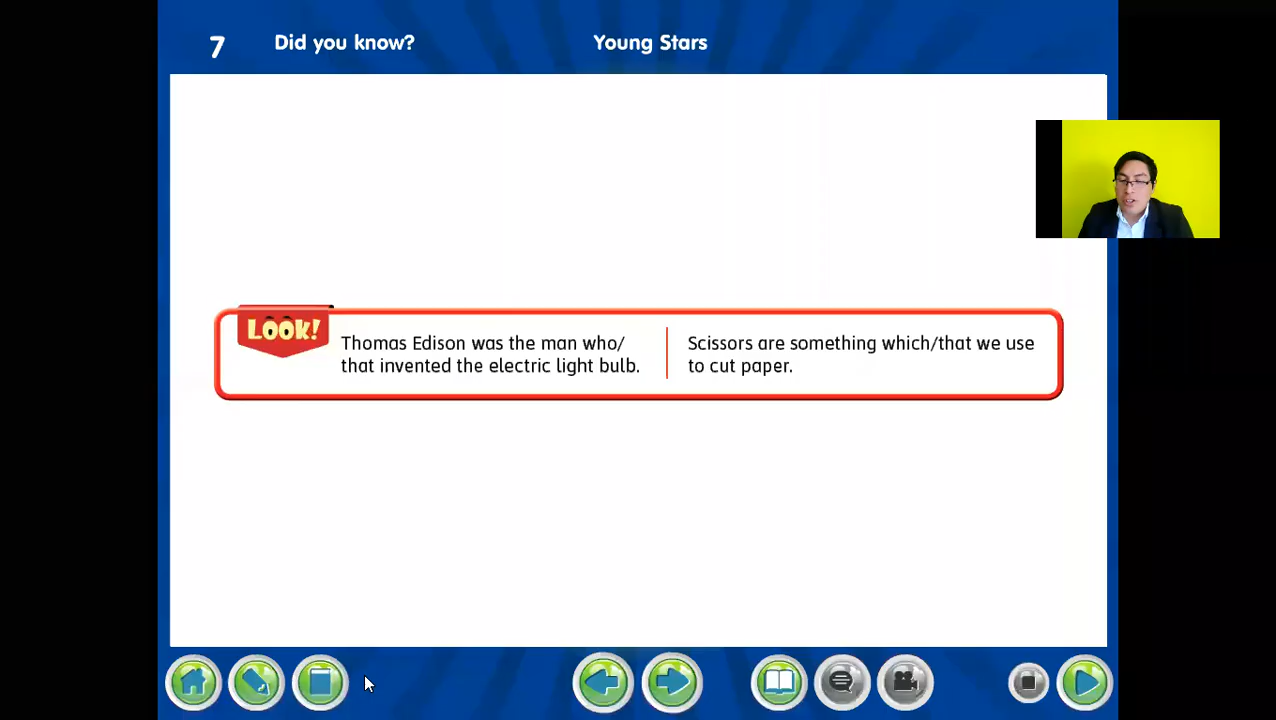 7 Did you know? Young Stars
LOOK!
Thomas Edison was the man who/
that invented the electric light bulb.
Scissors are something which/that we use
to cut paper.